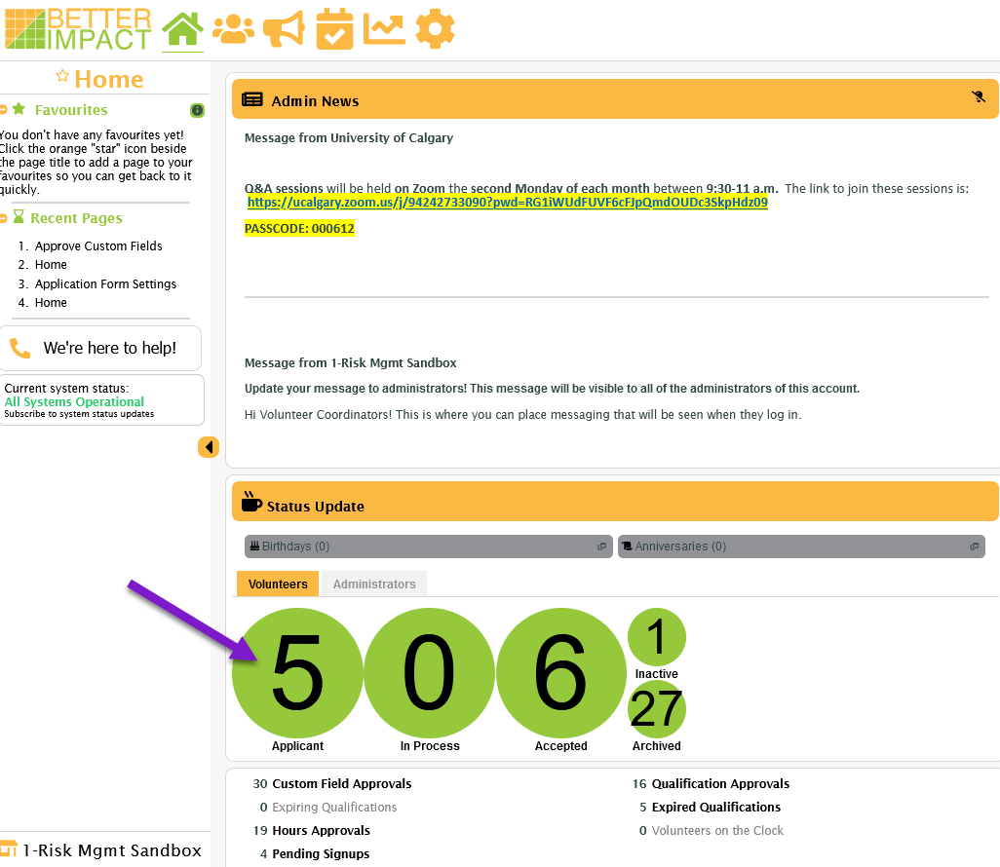 BETTER
IMPACT
Home
Favourites
You don't have any favourites yet!
Click the orange "star" icon beside
the page title to add a page to your
favourites so you can get back to it
quickly.
Recent Pages
1. Approve Custom Fields
2. Home
3. Application Form Settings
4. Home
We're here to help!
Current system status:
All Systems Operational
Subscribe to system status updates
1-Risk Mgmt Sandbox
Admin News
Message from University of Calgary
Q&A sessions will be held on Zoom the second Monday of each month between 9:30-11 a.m. The link to join these sessions is:
https://ucalgary.zoom.us/j/94242733090?pwd=RG1iWUdFUVF6cFJpQmdOUDc3SkpHdz09
PASSCODE: 000612
Message from 1-Risk Mgmt Sandbox
Update your message to administrators! This message will be visible to all of the administrators of this account.
Hi Volunteer Coordinators! This is where you can place messaging that will be seen when they log in.
Status Update
Birthdays (0) Anniversaries (0)
Volunteers Administrators
5 0 6 1
Inactive
27
Applicant In Process Accepted Archived
30 Custom Field Approvals 16 Qualification Approvals
0 Expiring Qualifications 5 Expired Qualifications
19 Hours Approvals 0 Volunteers on the Clock
4 Pending Signups